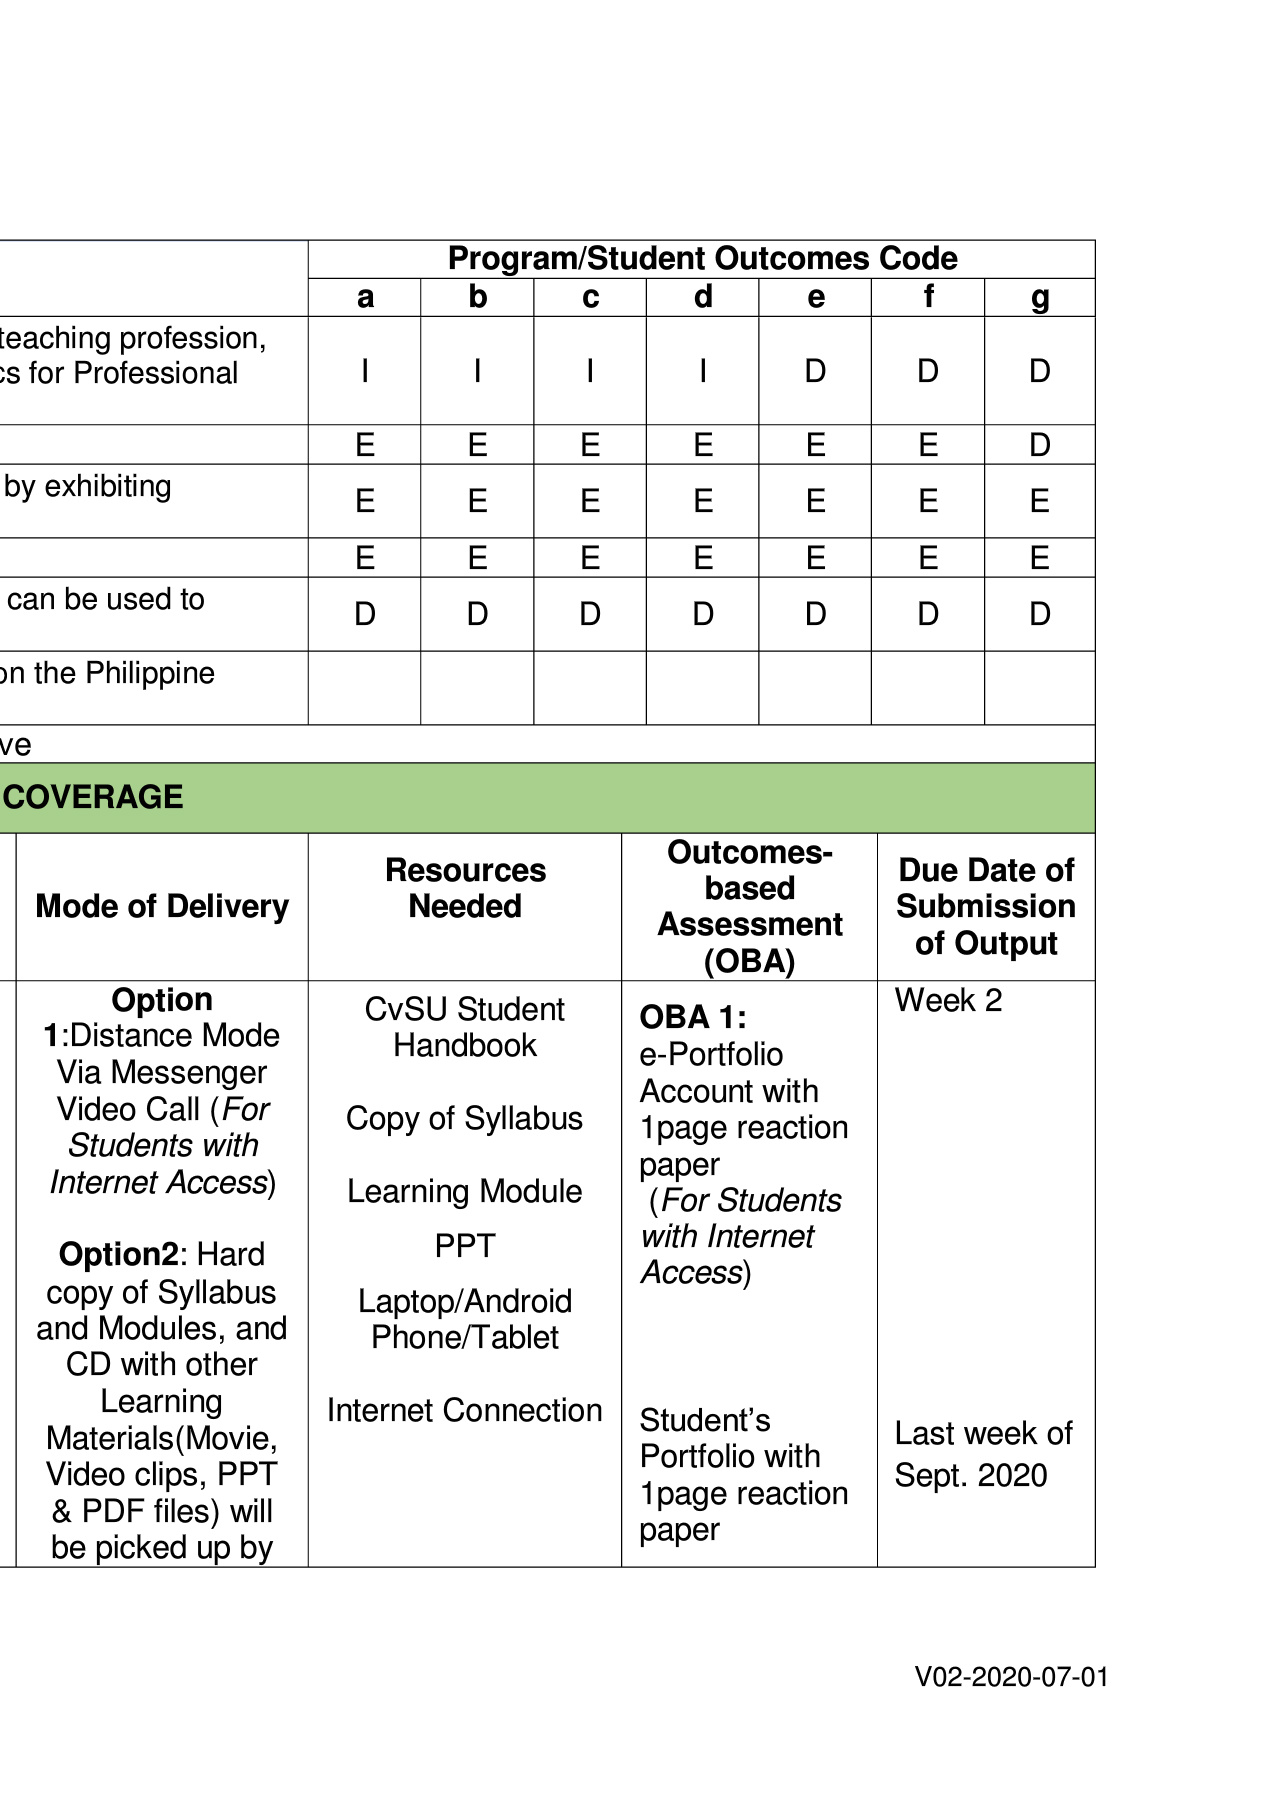 Program/Student Outcomes Code
a b c d e f g
teaching profession,
cs for Professional
I I I I D D D
E E E E E E D
by exhibiting
E E E E E E E
E E E E E E E
can be used to
D D D D D D D
on the Philippine
ve
COVERAGE
Mode of Delivery
Resources
Needed
Outcomes-
based
Assessment
(OBA)
Due Date of
Submission
of Output
Option
1:Distance Mode
Via Messenger
Video Call (For
Students with
Internet Access)
Option2: Hard
copy of Syllabus
and Modules, and
CD with other
Learning
Materials(Movie,
Video clips, PPT
& PDF files) will
be picked up by
CvSU Student
Handbook
Copy of Syllabus
Learning Module
PPT
Laptop/Android
Phone/Tablet
Internet Connection
OBA 1:
e-Portfolio
Account with
1page reaction
paper
(For Students
with Internet
Access)
Student’s
Portfolio with
1page reaction
paper
Week 2
Last week of
Sept. 2020
V02-2020-07-01